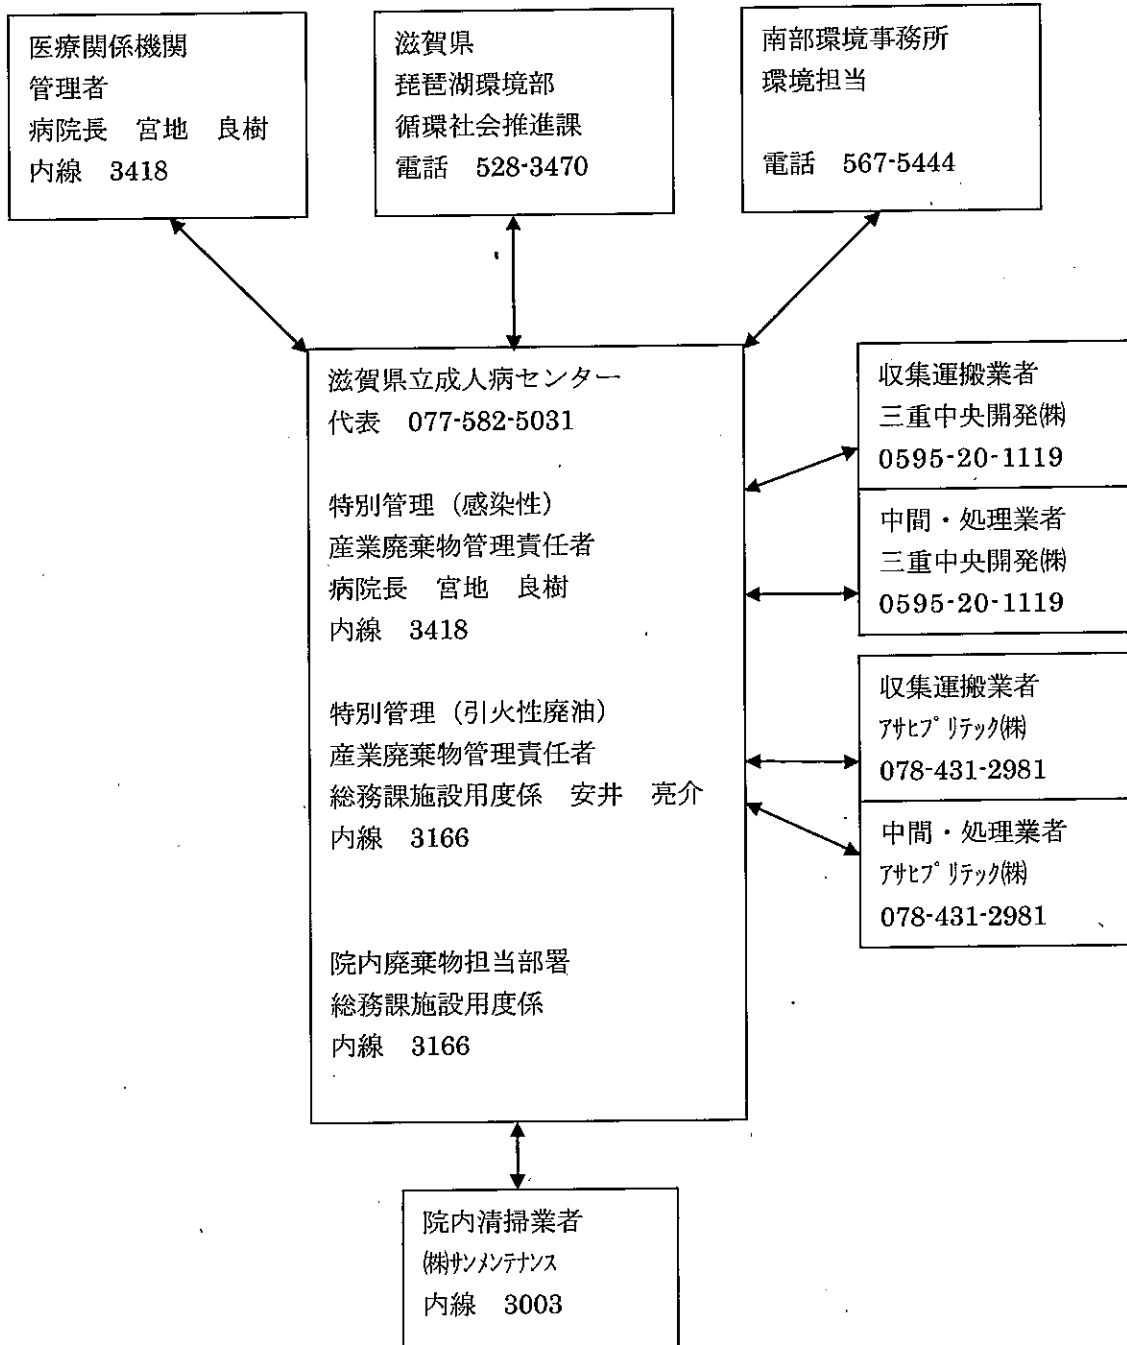 医療関係機関
管理者
病院長　宮地　良樹
内線　3418
滋賀県
琵琶湖環境部
循環社会推進課
電話　528-3470
南部環境事務所
環境担当
電話　567-5444
滋賀県立成人病センター
代表　077-582-5031
特別管理（感染性）
産業廃棄物管理責任者
病院長　宮地　良樹
内線　3418
特別管理（引火性廃油）
産業廃棄物管理責任者
総務課施設用度係　安井　亮介
内線　3166
院内廃棄物担当部署
総務課施設用度係
内線　3166
収集運搬業者
三重中央開発㈱
0595-20-1119
中間・処理業者
三重中央開発㈱
0595-20-1119
収集運搬業者
ｱｻﾋﾌﾟﾘﾃｯｸ㈱
078-431-2981
中間・処理業者
ｱｻﾋﾌﾟﾘﾃｯｸ㈱
078-431-2981
院内清掃業者
㈱ｻﾝﾒﾝﾃﾅﾝｽ
内線　3003